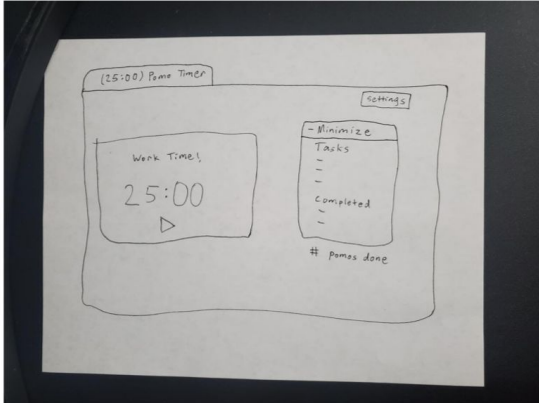 (25:00) Pomo Timer
Settings
Work Time!
25:00
- Minimize
Tasks
-
-
-
Completed
-
-
# pomos done